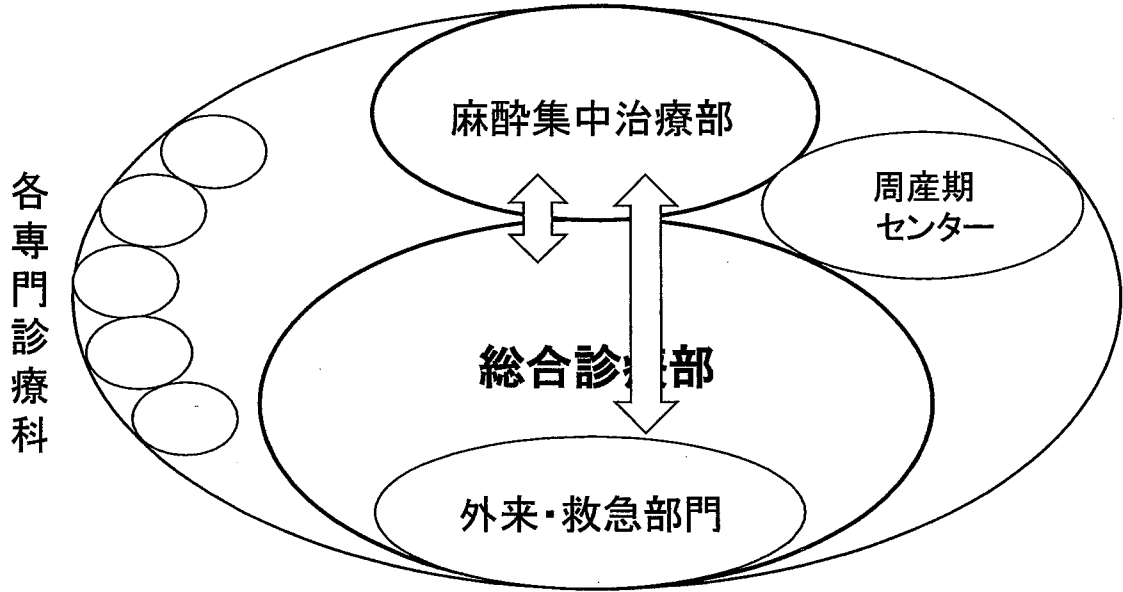 麻酔集中治療部
周産期
センター
各専門診療科
総合診療部
外来・救急部門